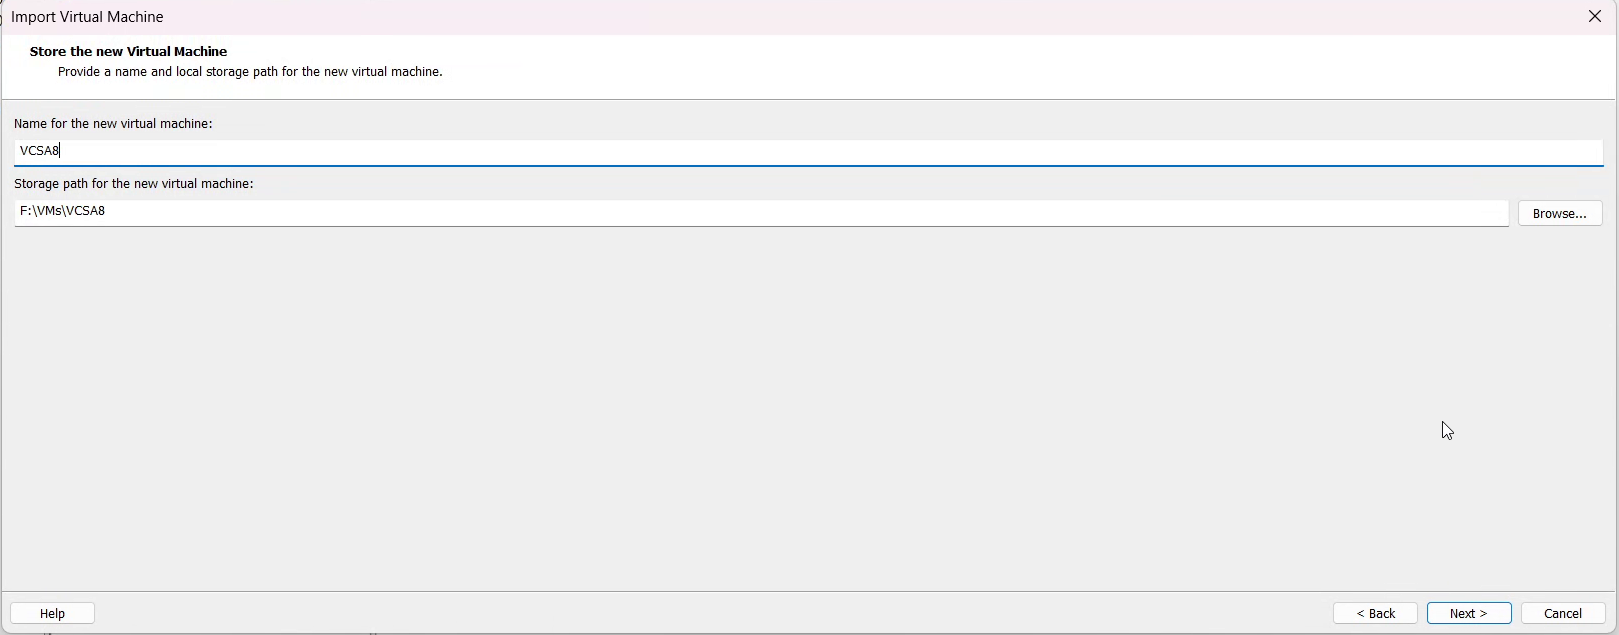 Import Virtual Machine
Store the new Virtual Machine
Provide a name and local storage path for the new virtual machine.
Name for the new virtual machine:
VCSA8
Storage path for the new virtual machine:
F:\VMs\VCSA8
Browse...
Help
< Back
Next >
Cancel